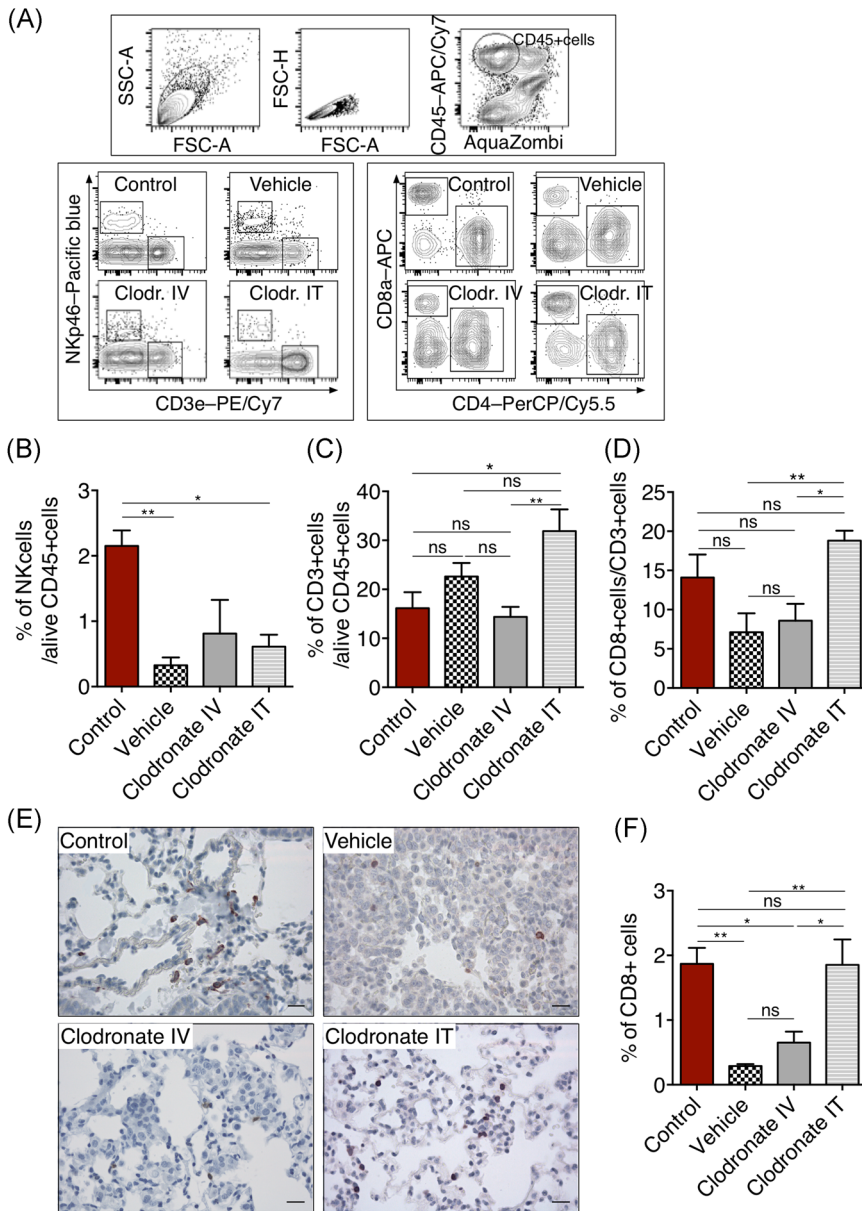 (A)
SSC-A
FSC-A
FSC-H
FSC-A
CD45–APC/Cy7
CD45+cells
AquaZombi
NKp46–Pacific blue
Control
Vehicle
Clodr. IV
Clodr. IT
CD3e–PE/Cy7
CD8a–APC
Control
Vehicle
Clodr. IV
Clodr. IT
CD4–PerCP/Cy5.5
(B)
% of NKcells
/alive CD45+cells
3
2
1
0
*
**
Control
Vehicle
Clodronate IV
Clodronate IT
(C)
% of CD3+cells
/alive CD45+cells
40
30
20
10
0
*
ns
**
ns
ns
ns
Control
Vehicle
Clodronate IV
Clodronate IT
(D)
% of CD8+cells/CD3+cells
25
20
15
10
5
0
**
*
ns
ns
ns
ns
Control
Vehicle
Clodronate IV
Clodronate IT
(E)
Control
Vehicle
Clodronate IV
Clodronate IT
(F)
% of CD8+ cells
3
2
1
0
**
ns
*
*
**
ns
Control
Vehicle
Clodronate IV
Clodronate IT